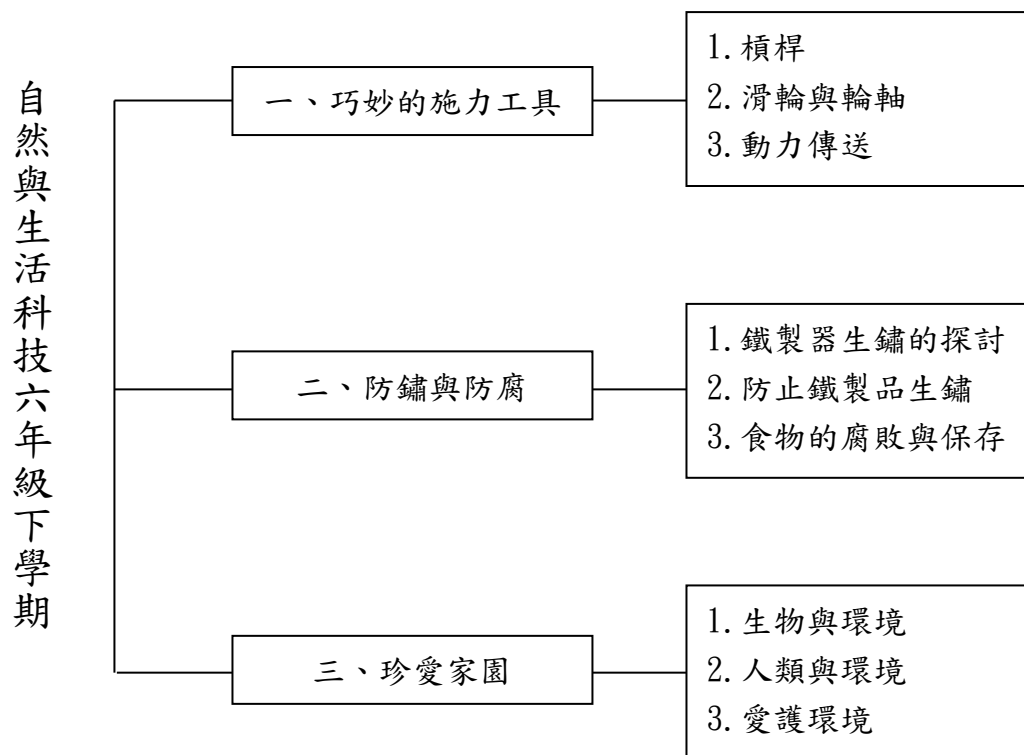 自然與生活科技六年級下學期
一、巧妙的施力工具
1.槓桿
2.滑輪與輪軸
3.動力傳送
二、防鏽與防腐
1.鐵製器生鏽的探討
2.防止鐵製品生鏽
3.食物的腐敗與保存
三、珍愛家園
1.生物與環境
2.人類與環境
3.愛護環境